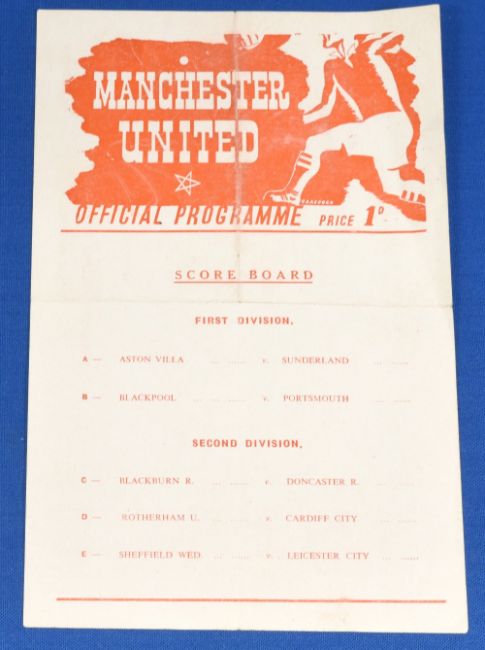 MANCHESTER
UNITED
OFFICIAL PROGRAMME PRICE 1D
SCORE BOARD
FIRST DIVISION.
A — ASTON VILLA ... ...... v. SUNDERLAND ... ......
B — BLACKPOOL ... ... ...... v. PORTSMOUTH ... ......
SECOND DIVISION.
C — BLACKBURN R. ... ...... v. DONCASTER R. ... ......
D — ROTHERHAM U. ... ...... v. CARDIFF CITY ... ......
E — SHEFFIELD WED. ... ...... v. LEICESTER CITY ... ......